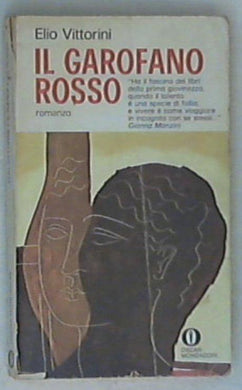 Elio Vittorini
IL GAROFANO
ROSSO
romanzo
"Ha il fascino dei libri
della prima giovinezza,
quando il talento
è una specie di follia,
e vivere è come viaggiare
in incognito con se stessi..."
Gianna Manzini
OSCAR
MONDADORI